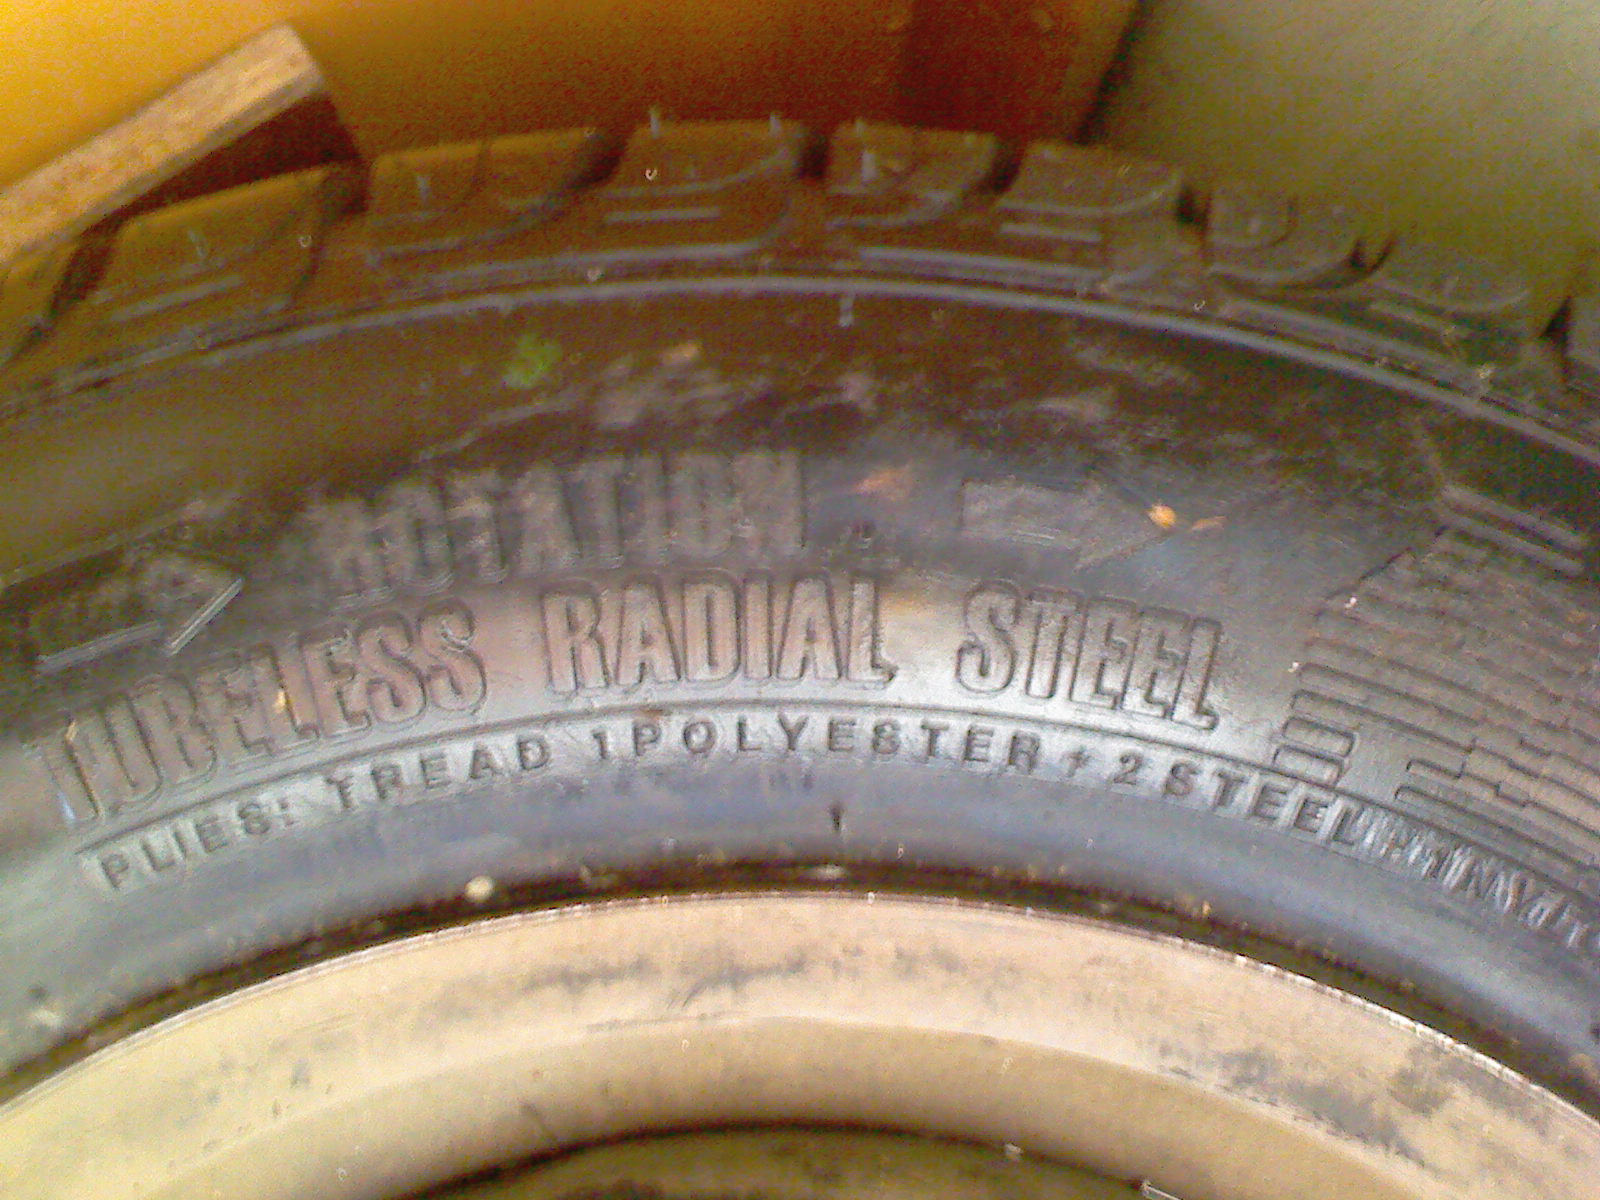 ROTATION
TUBELESS RADIAL STEEL
PLIES: TREAD 1 POLYESTER + 2 STEEL